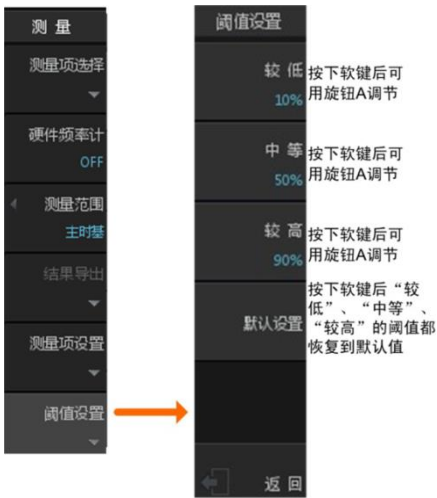 测 量
测量项选择
硬件频率计
OFF
测量范围
主时基
结果导出
测量项设置
阈值设置
阈值设置
较 低
10%
按下软键后可
用旋钮A调节
中 等
50%
按下软键后可
用旋钮A调节
较 高
90%
按下软键后可
用旋钮A调节
默认设置
按下软键后“较
低”、“中等”、
“较高”的阈值都
恢复到默认值
返 回